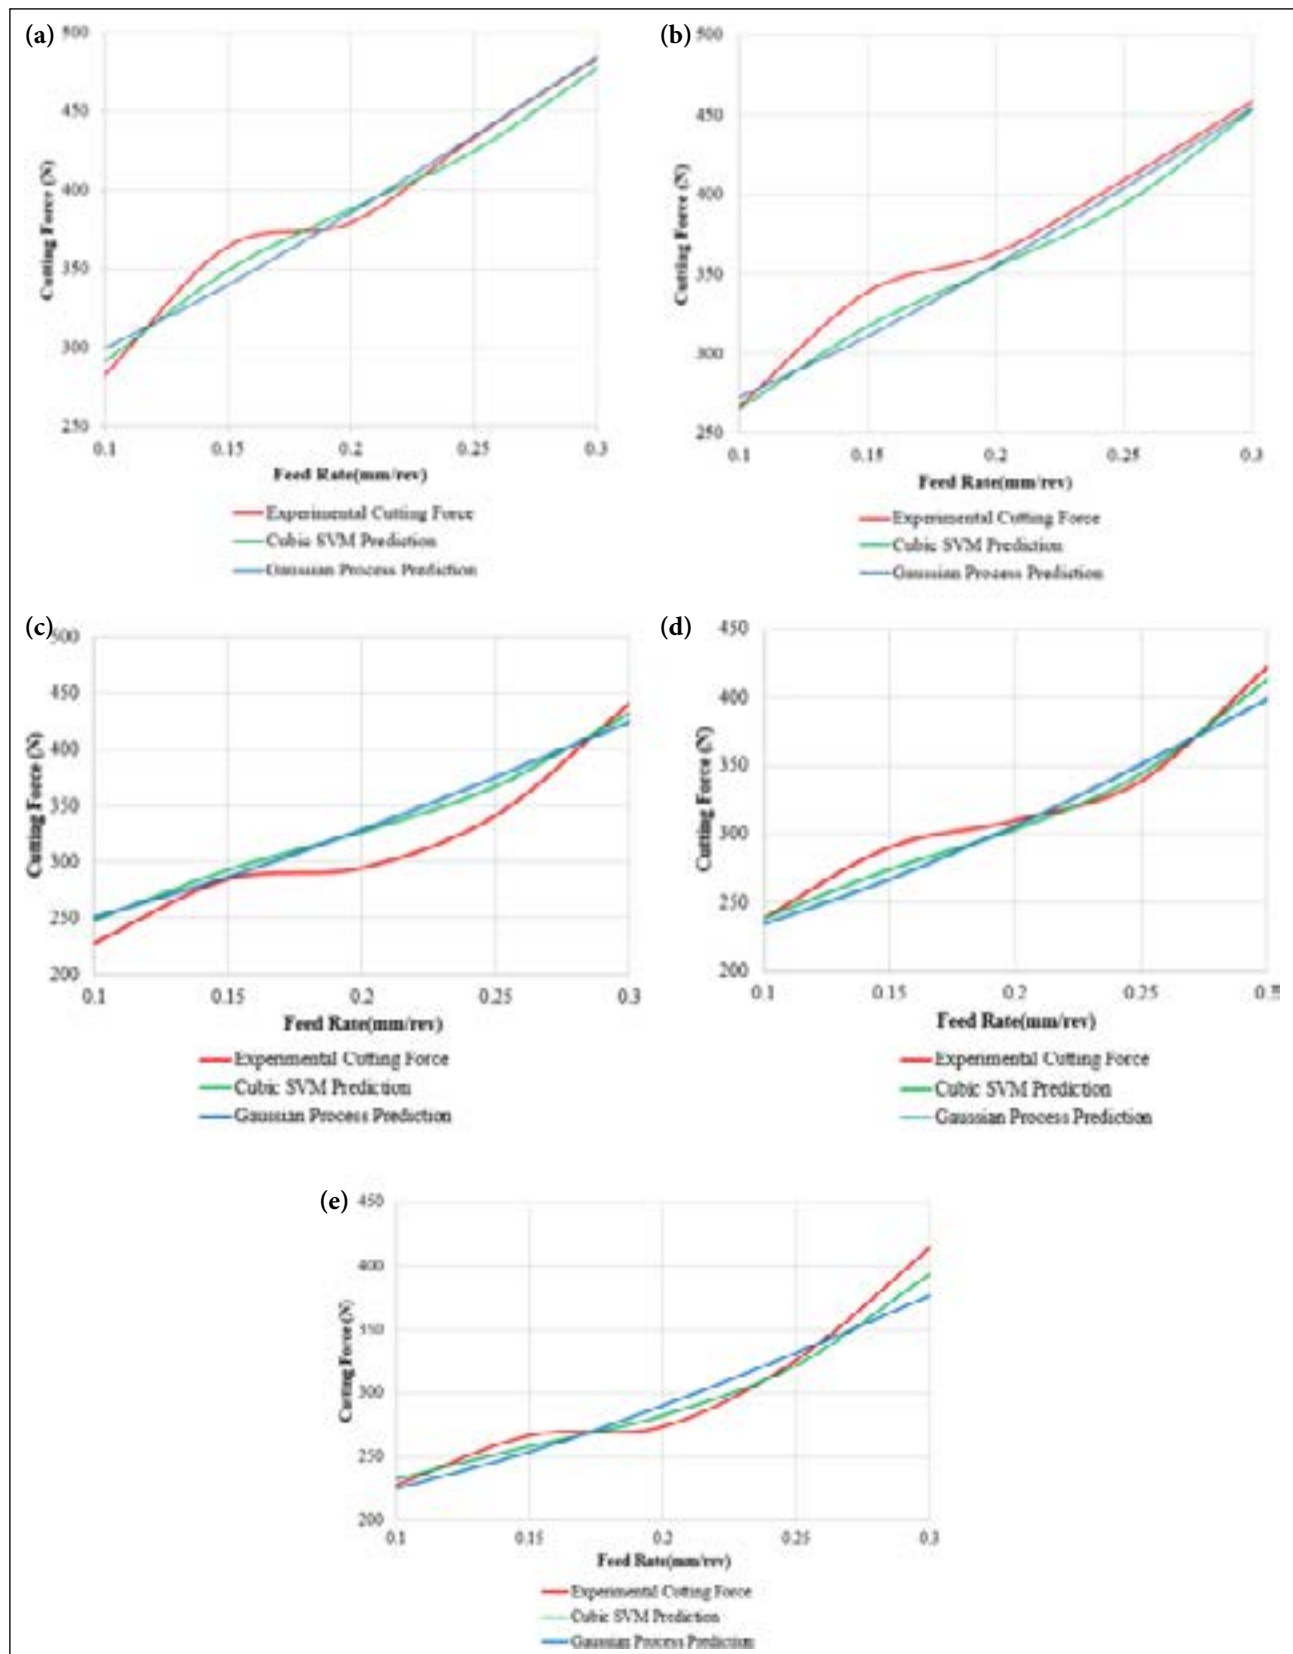 (a)
500
450
400
350
300
250
Cutting Force (N)
0.1 0.15 0.2 0.25 0.3
Feed Rate(mm/rev)
Experimental Cutting Force
Cubic SVM Prediction
Gaussian Process Prediction
(b)
500
450
400
350
300
250
Cutting Force (N)
0.1 0.15 0.2 0.25 0.3
Feed Rate(mm/rev)
Experimental Cutting Force
Cubic SVM Prediction
Gaussian Process Prediction
(c)
500
450
400
350
300
250
200
Cutting Force (N)
0.1 0.15 0.2 0.25 0.3
Feed Rate(mm/rev)
Experimental Cutting Force
Cubic SVM Prediction
Gaussian Process Prediction
(d)
450
400
350
300
250
200
Cutting Force (N)
0.1 0.15 0.2 0.25
Feed Rate(mm/rev)
Experimental Cutting Force
Cubic SVM Prediction
Gaussian Process Prediction
(e)
450
400
350
300
250
200
Cutting Force (N)
0.1 0.15 0.2 0.25 0.3
Feed Rate(mm/rev)
Experimental Cutting Force
Cubic SVM Prediction
Gaussian Process Prediction